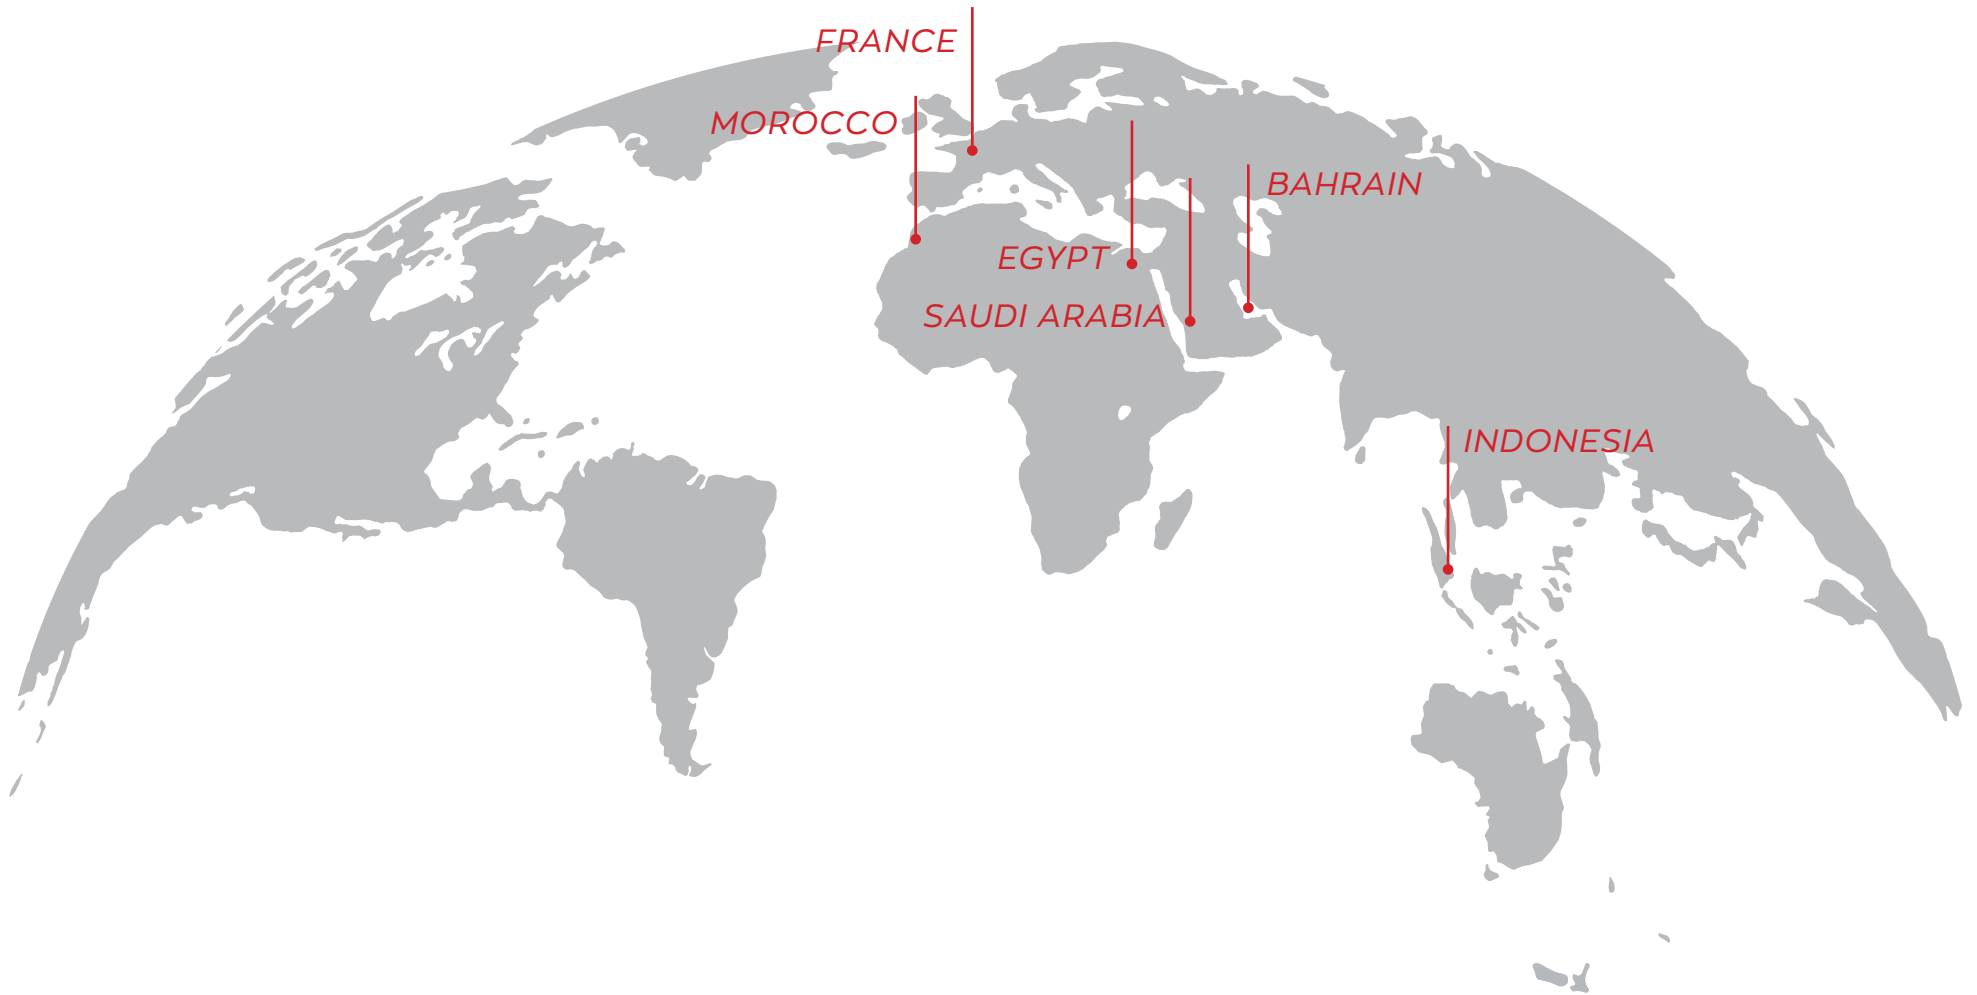 FRANCE
MOROCCO
BAHRAIN
EGYPT
SAUDI ARABIA
INDONESIA